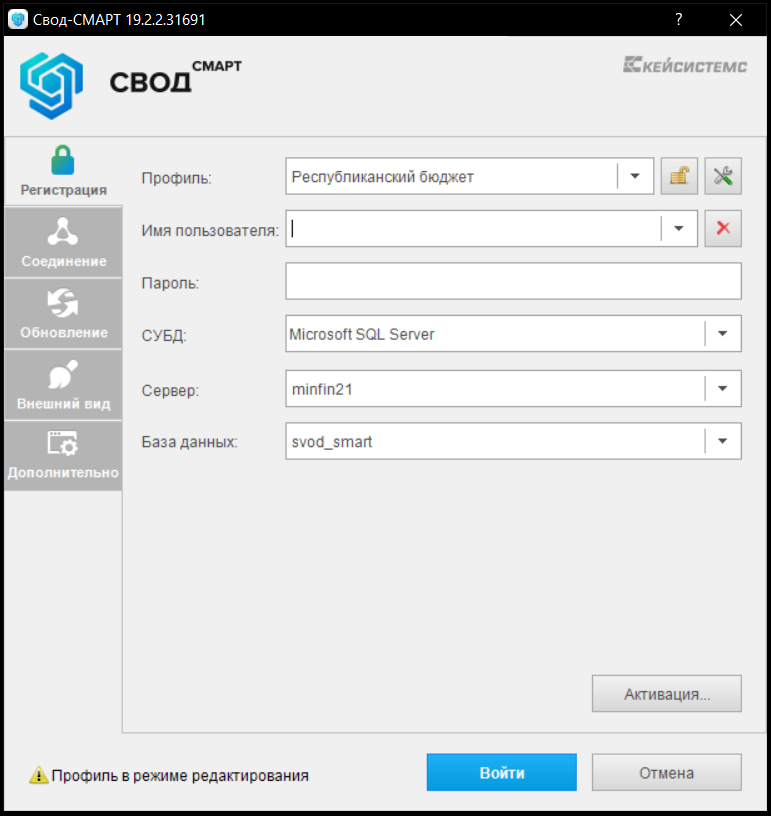 Свод-СМАРТ 19.2.2.31691
?
СВОД СМАРТ
КЕЙСИСТЕМС
Регистрация
Соединение
Обновление
Внешний вид
Дополнительно
Профиль: Республиканский бюджет
Имя пользователя:
Пароль:
СУБД: Microsoft SQL Server
Сервер: minfin21
База данных: svod_smart
Активация...
Профиль в режиме редактирования
Войти
Отмена